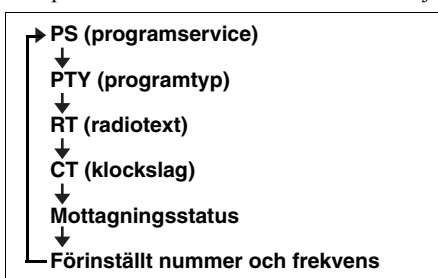 PS (programservice)
PTY (programtyp)
RT (radiotext)
CT (klockslag)
Mottagningsstatus
Förinställt nummer och frekvens